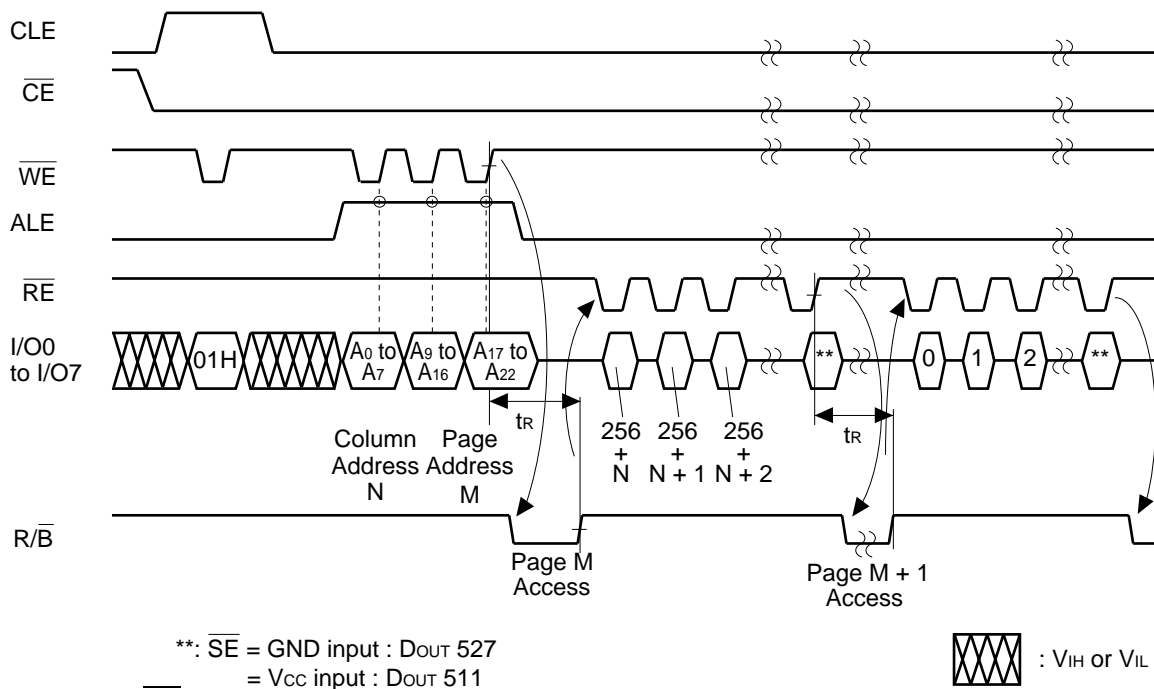 CLE
CE
WE
ALE
RE
I/O0
to I/O7
01H
A0 to
A7
A9 to
A16
A17 to
A22
**
0
1
2
**
tR
tR
Column
Address
N
Page
Address
M
256
+
N
256
+
N + 1
256
+
N + 2
R/B
Page M
Access
Page M + 1
Access
**: SE = GND input : DOUT 527
= VCC input : DOUT 511
: VIH or VIL